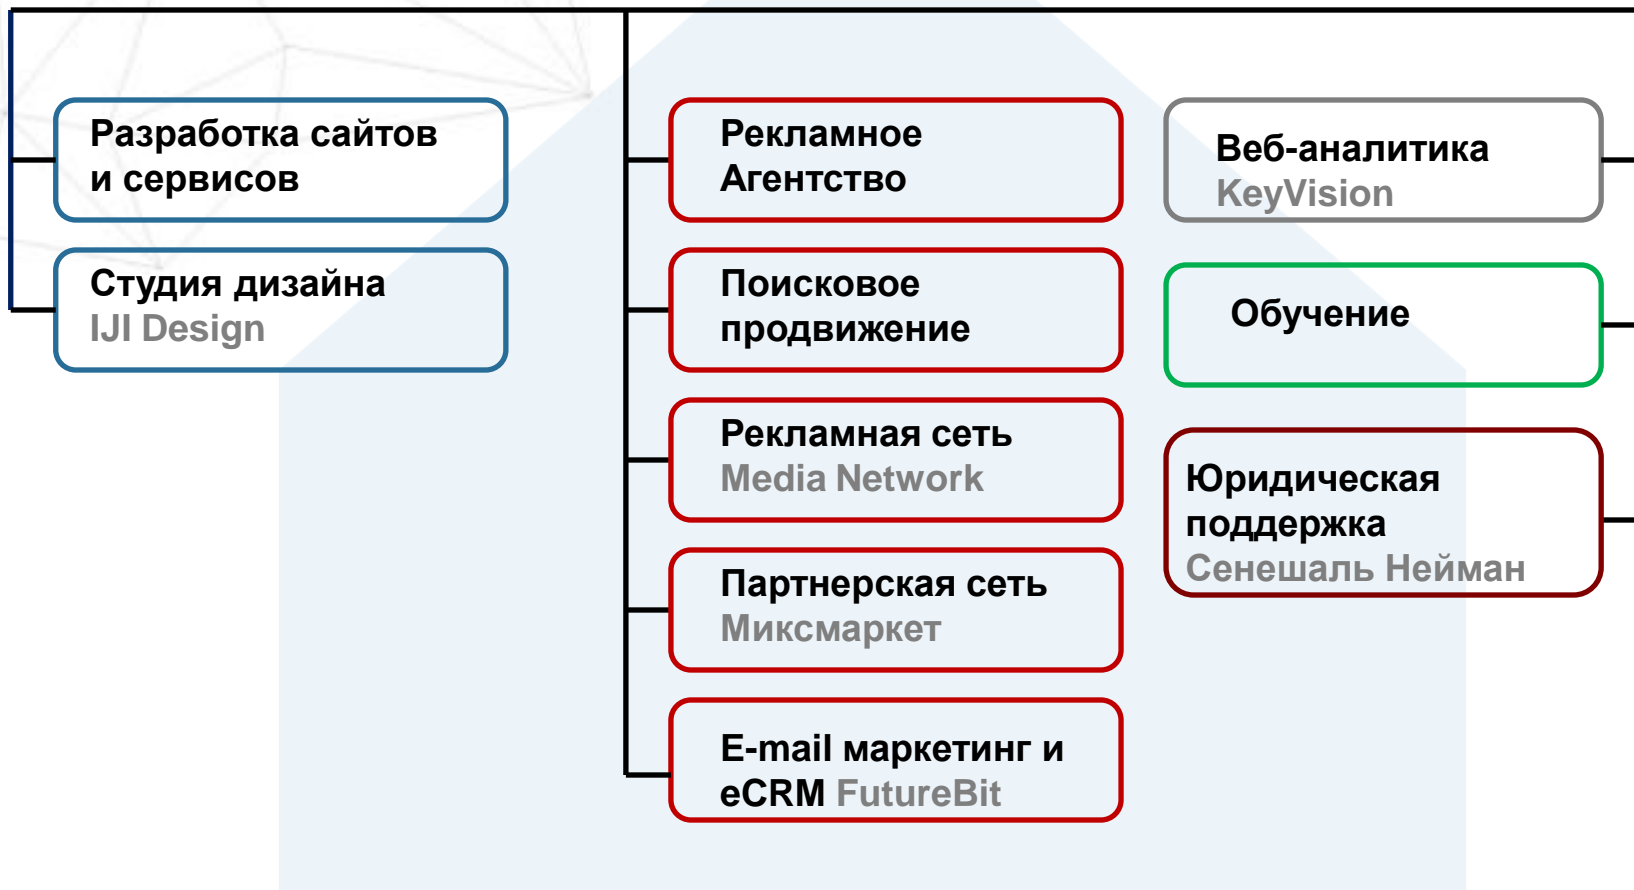 Разработка сайтов
и сервисов
Студия дизайна
IJI Design
Рекламное
Агентство
Поисковое
продвижение
Рекламная сеть
Media Network
Партнерская сеть
Миксмаркет
E-mail маркетинг и
eCRM FutureBit
Веб-аналитика
KeyVision
Обучение
Юридическая
поддержка
Сенешаль Нейман